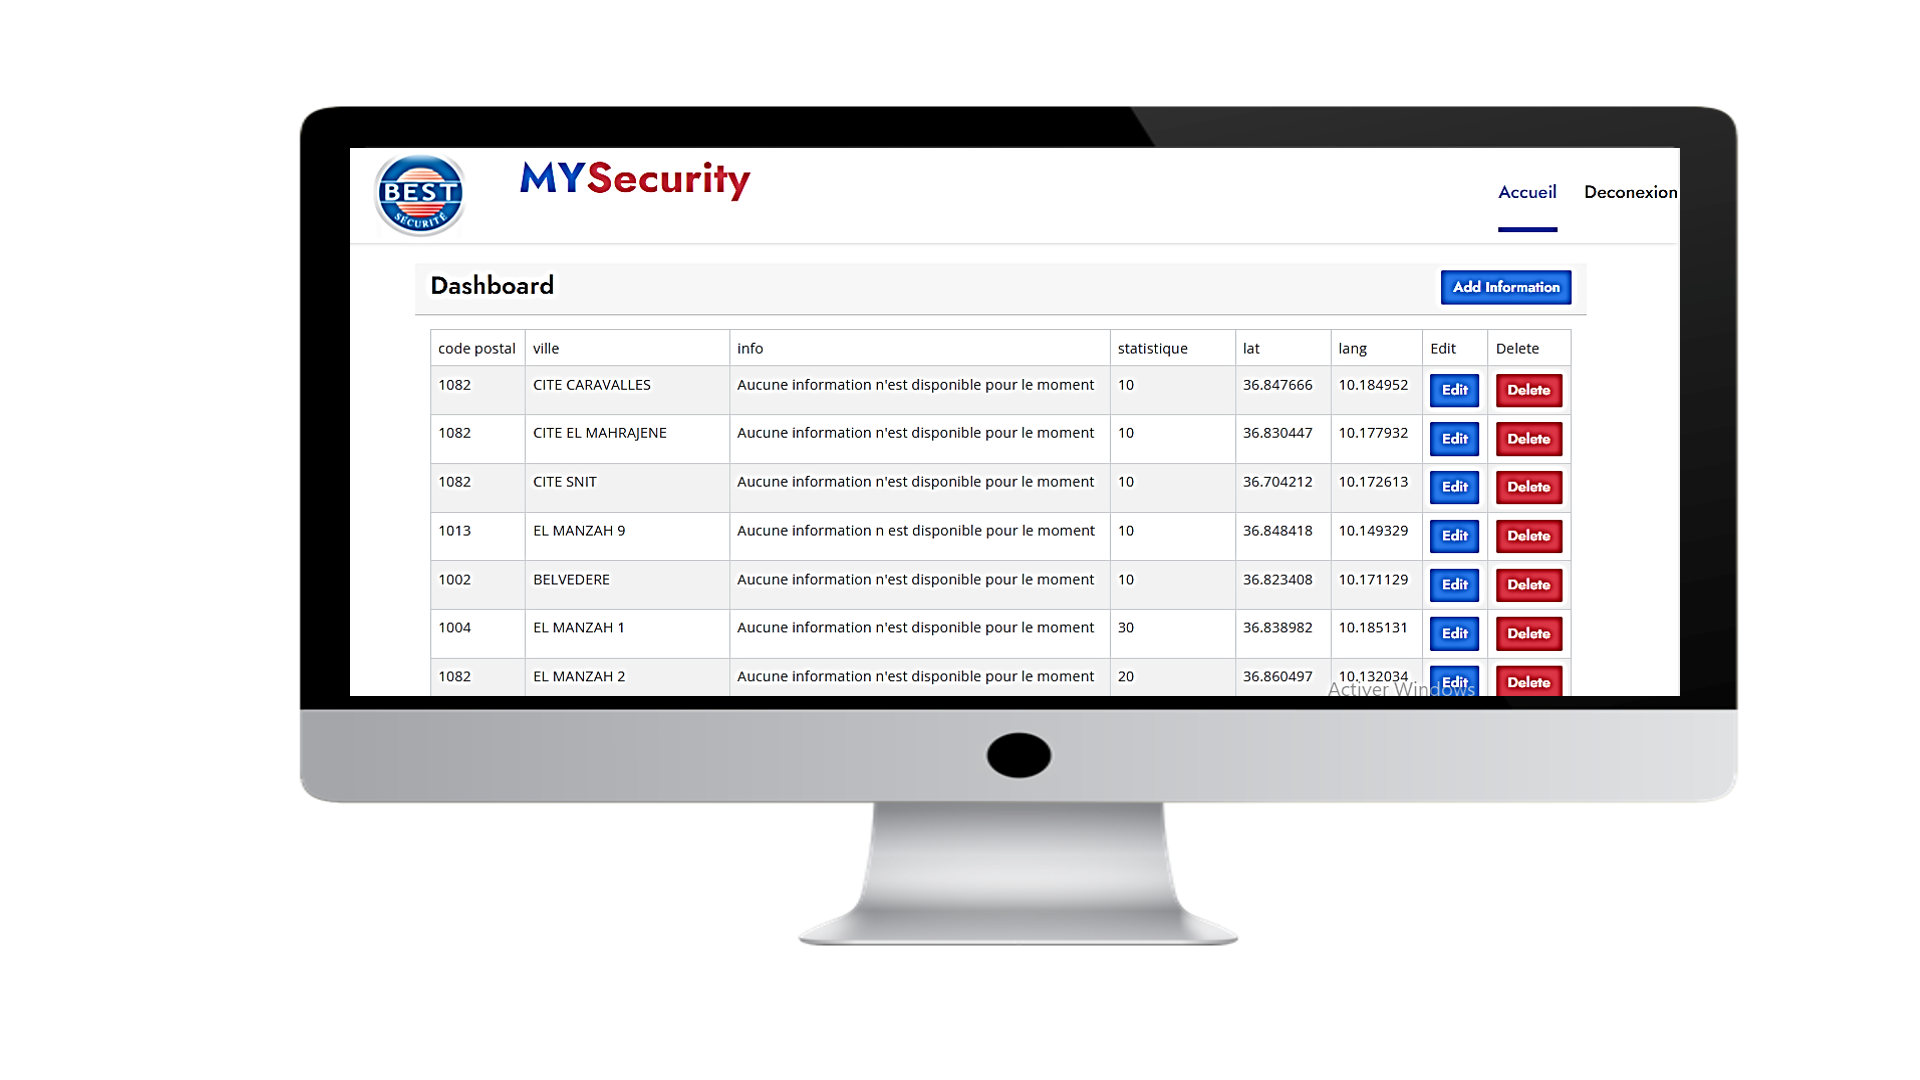 BEST
SÉCURITÉ
MYSecurity
Accueil Deconexion
Dashboard Add Information
code postal ville info statistique lat lang Edit Delete
1082 CITE CARAVALLES Aucune information n'est disponible pour le moment 10 36.847666 10.184952 Edit Delete
1082 CITE EL MAHRAJENE Aucune information n'est disponible pour le moment 10 36.830447 10.177932 Edit Delete
1082 CITE SNIT Aucune information n'est disponible pour le moment 10 36.704212 10.172613 Edit Delete
1013 EL MANZAH 9 Aucune information n est disponible pour le moment 10 36.848418 10.149329 Edit Delete
1002 BELVEDERE Aucune information n'est disponible pour le moment 10 36.823408 10.171129 Edit Delete
1004 EL MANZAH 1 Aucune information n'est disponible pour le moment 30 36.838982 10.185131 Edit Delete
1082 EL MANZAH 2 Aucune information n'est disponible pour le moment 20 36.860497 10.132034 Edit Delete
Activer Windows